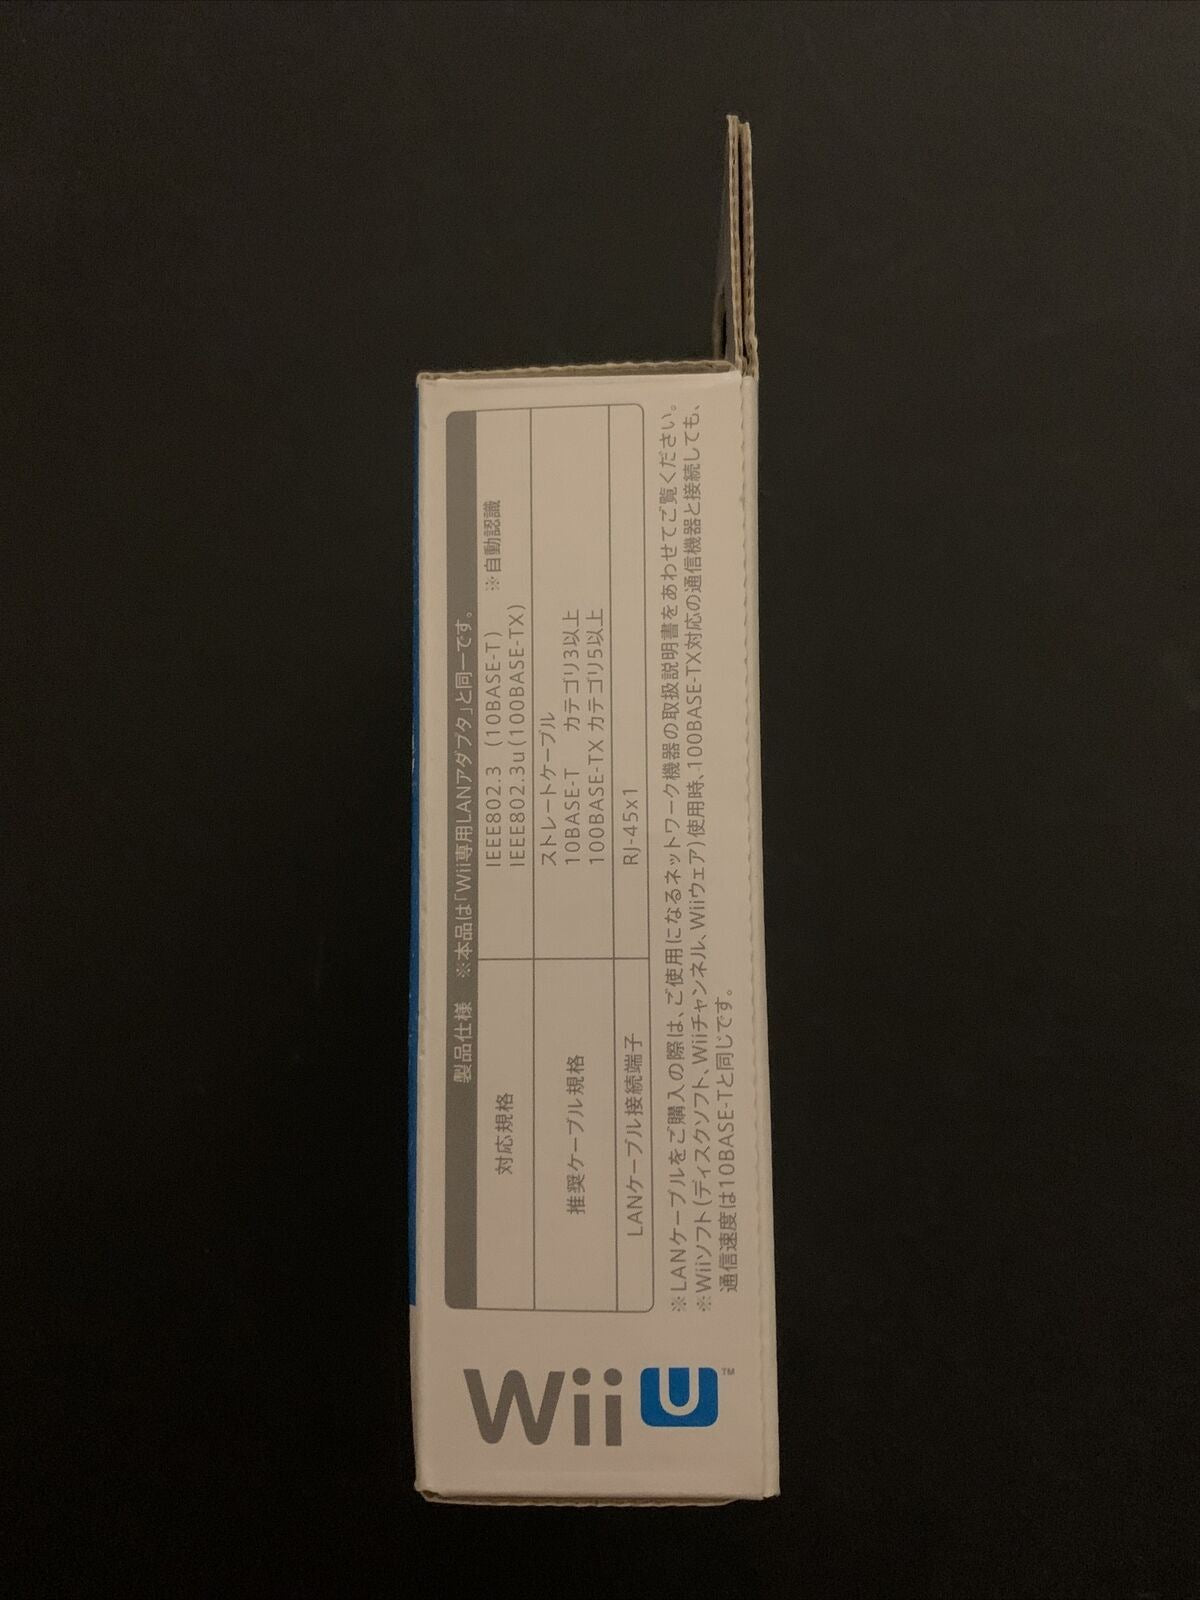 製品仕様 ※本品は「Wii専用LANアダプタ」と同一です。
対応規格
IEEE802.3 (10BASE-T) ※自動認識
IEEE802.3u(100BASE-TX)
推奨ケーブル規格
ストレートケーブル
10BASE-T カテゴリ3以上
100BASE-TX カテゴリ5以上
LANケーブル接続端子
RJ-45x1
※LANケーブルをご購入の際は、ご使用になるネットワーク機器の取扱説明書をあわせてご覧ください。
※Wiiソフト(ディスクソフト、Wiiチャンネル、Wiiウェア)使用時、100BASE-TX対応の通信機器と接続しても、
通信速度は10BASE-Tと同じです。
Wii U™